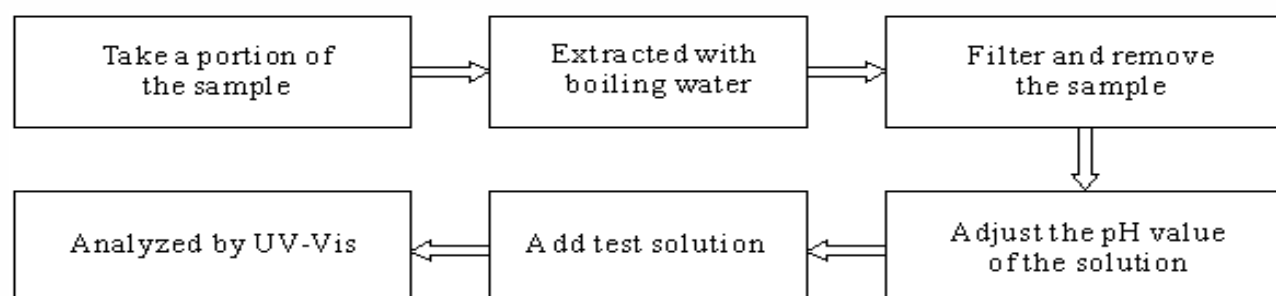 Take a portion of
the sample
Extracted with
boiling water
Filter and remove
the sample
Adjust the pH value
of the solution
Add test solution
Analyzed by UV-Vis